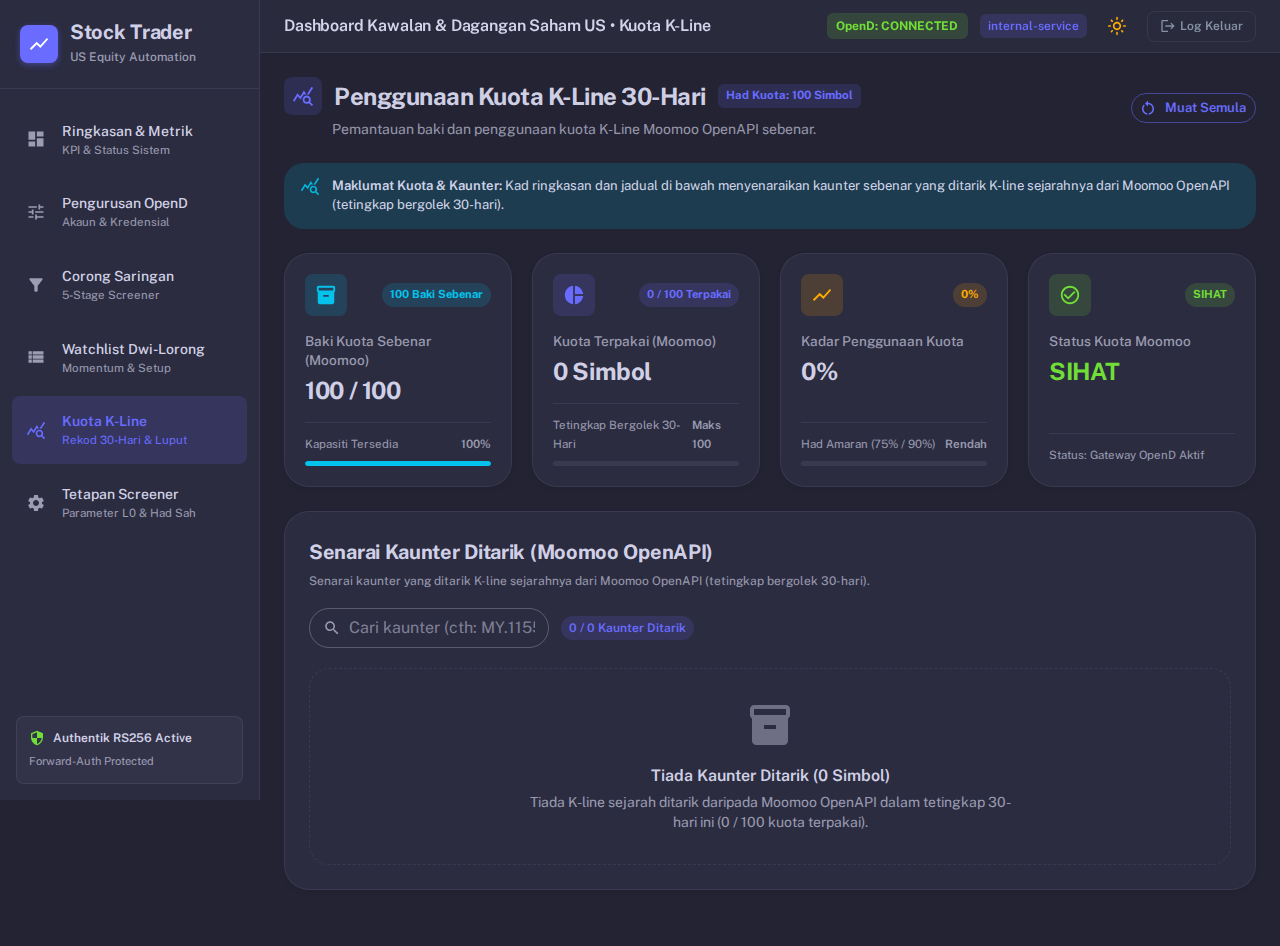 Stock Trader
US Equity Automation
Ringkasan & Metrik
KPI & Status Sistem
Pengurusan OpenD
Akaun & Kredensial
Corong Saringan
5-Stage Screener
Watchlist Dwi-Lorong
Momentum & Setup
Kuota K-Line
Rekod 30-Hari & Luput
Tetapan Screener
Parameter L0 & Had Sah
Authentik RS256 Active
Forward-Auth Protected
Dashboard Kawalan & Dagangan Saham US • Kuota K-Line
OpenD: CONNECTED
internal-service
Log Keluar
Penggunaan Kuota K-Line 30-Hari
Had Kuota: 100 Simbol
Pemantauan baki dan penggunaan kuota K-Line Moomoo OpenAPI sebenar.
Muat Semula
Maklumat Kuota & Kaunter: Kad ringkasan dan jadual di bawah menyenaraikan kaunter sebenar yang ditarik K-line sejarahnya dari Moomoo OpenAPI
(tetingkap bergolek 30-hari).
100 Baki Sebenar
Baki Kuota Sebenar
(Moomoo)
100 / 100
Kapasiti Tersedia
100%
0 / 100 Terpakai
Kuota Terpakai (Moomoo)
0 Simbol
Tetingkap Bergolek 30-
Hari
Maks
100
0%
Kadar Penggunaan Kuota
0%
Had Amaran (75% / 90%)
Rendah
SIHAT
Status Kuota Moomoo
SIHAT
Status: Gateway OpenD Aktif
Senarai Kaunter Ditarik (Moomoo OpenAPI)
Senarai kaunter yang ditarik K-line sejarahnya dari Moomoo OpenAPI (tetingkap bergolek 30-hari).
Cari kaunter (cth: MY.115
0 / 0 Kaunter Ditarik
Tiada Kaunter Ditarik (0 Simbol)
Tiada K-line sejarah ditarik daripada Moomoo OpenAPI dalam tetingkap 30-
hari ini (0 / 100 kuota terpakai).